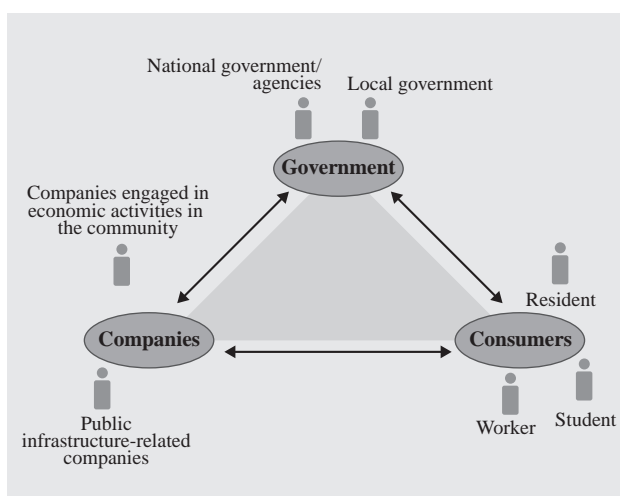 National government/
agencies
Local government
Government
Companies engaged in
economic activities in
the community
Resident
Companies
Consumers
Public
infrastructure-related
companies
Worker
Student